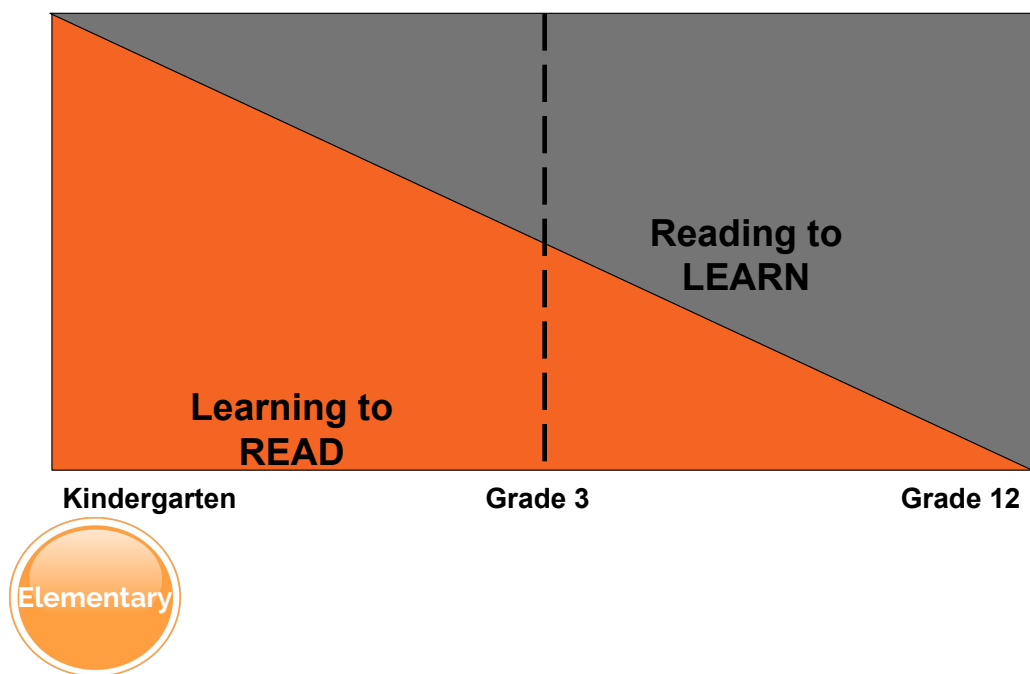 Reading to
LEARN
Learning to
READ
Kindergarten
Grade 3
Grade 12
Elementary